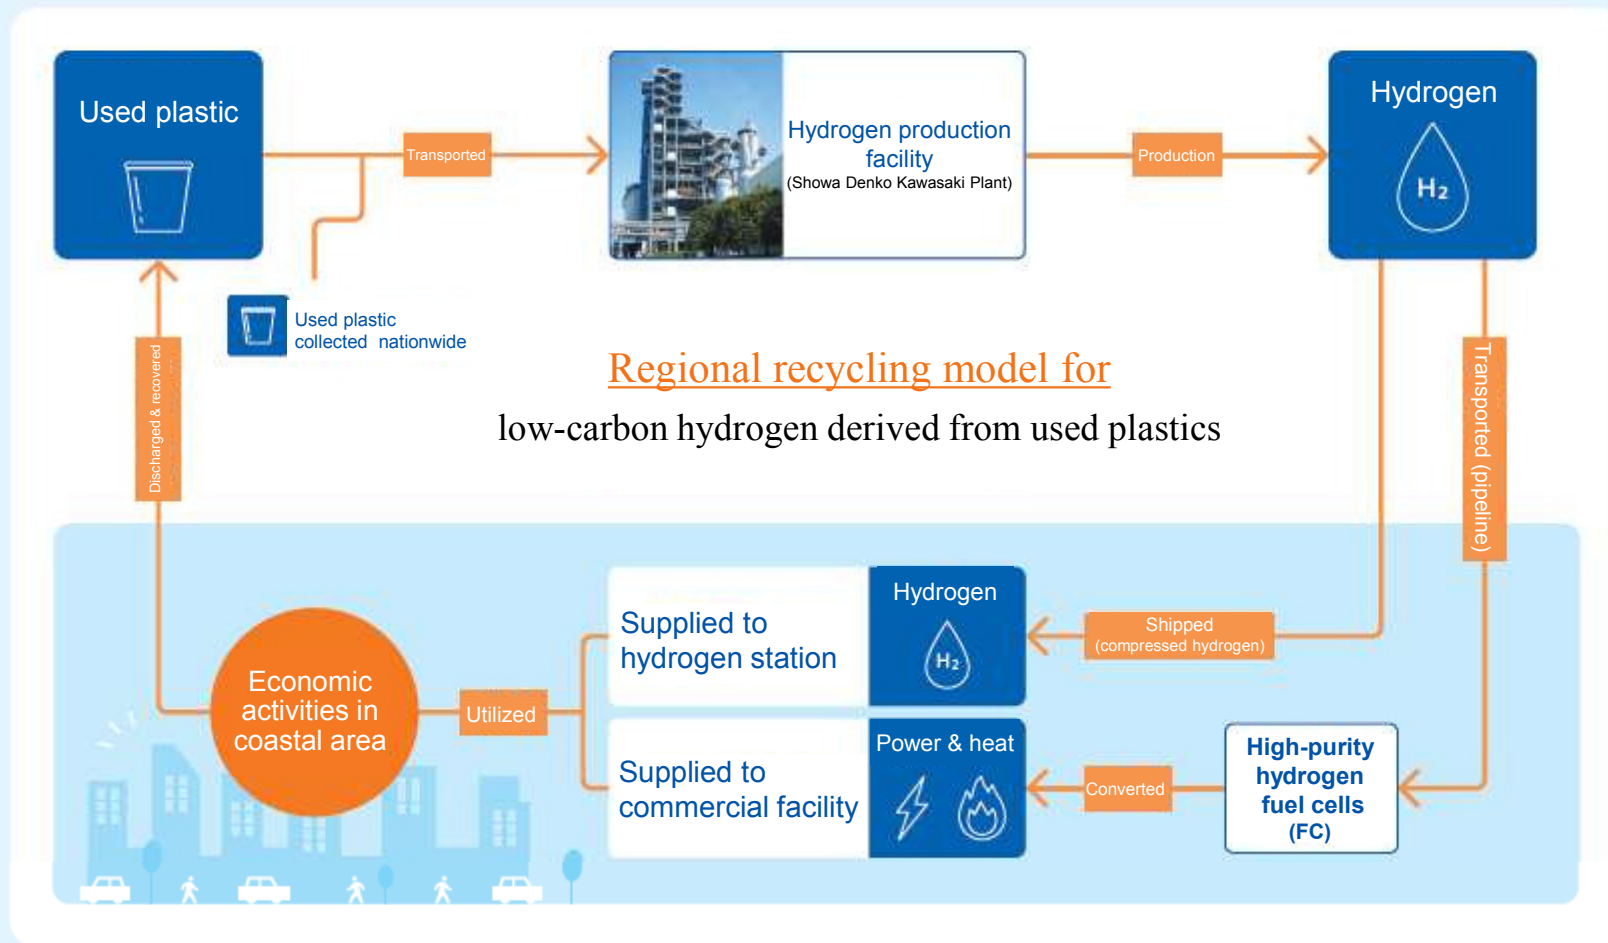 Used plastic
Transported
Hydrogen production
facility
(Showa Denko Kawasaki Plant)
Production
Hydrogen
H₂
Used plastic
collected nationwide
Discharged & recovered
Regional recycling model for
low-carbon hydrogen derived from used plastics
Transported (pipeline)
Economic
activities in
coastal area
Utilized
Supplied to
hydrogen station
Hydrogen
H₂
Shipped
(compressed hydrogen)
Supplied to
commercial facility
Power & heat
Converted
High-purity
hydrogen
fuel cells
(FC)